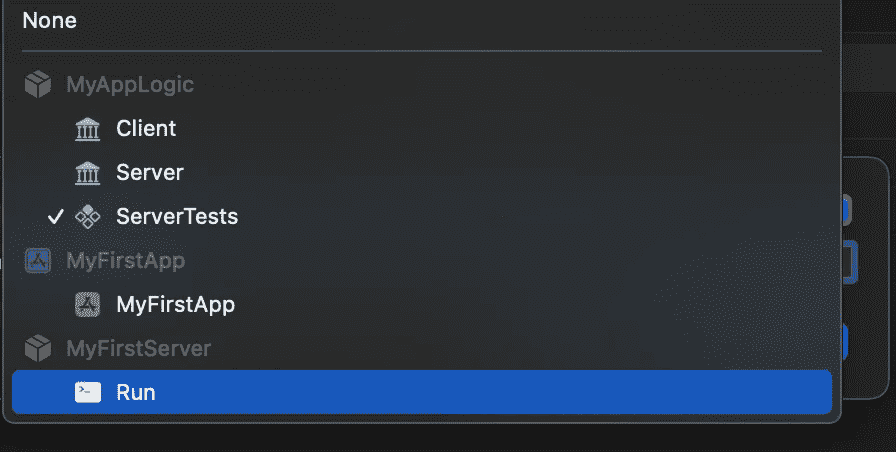 None
MyAppLogic
Client
Server
ServerTests
MyFirstApp
MyFirstApp
MyFirstServer
Run